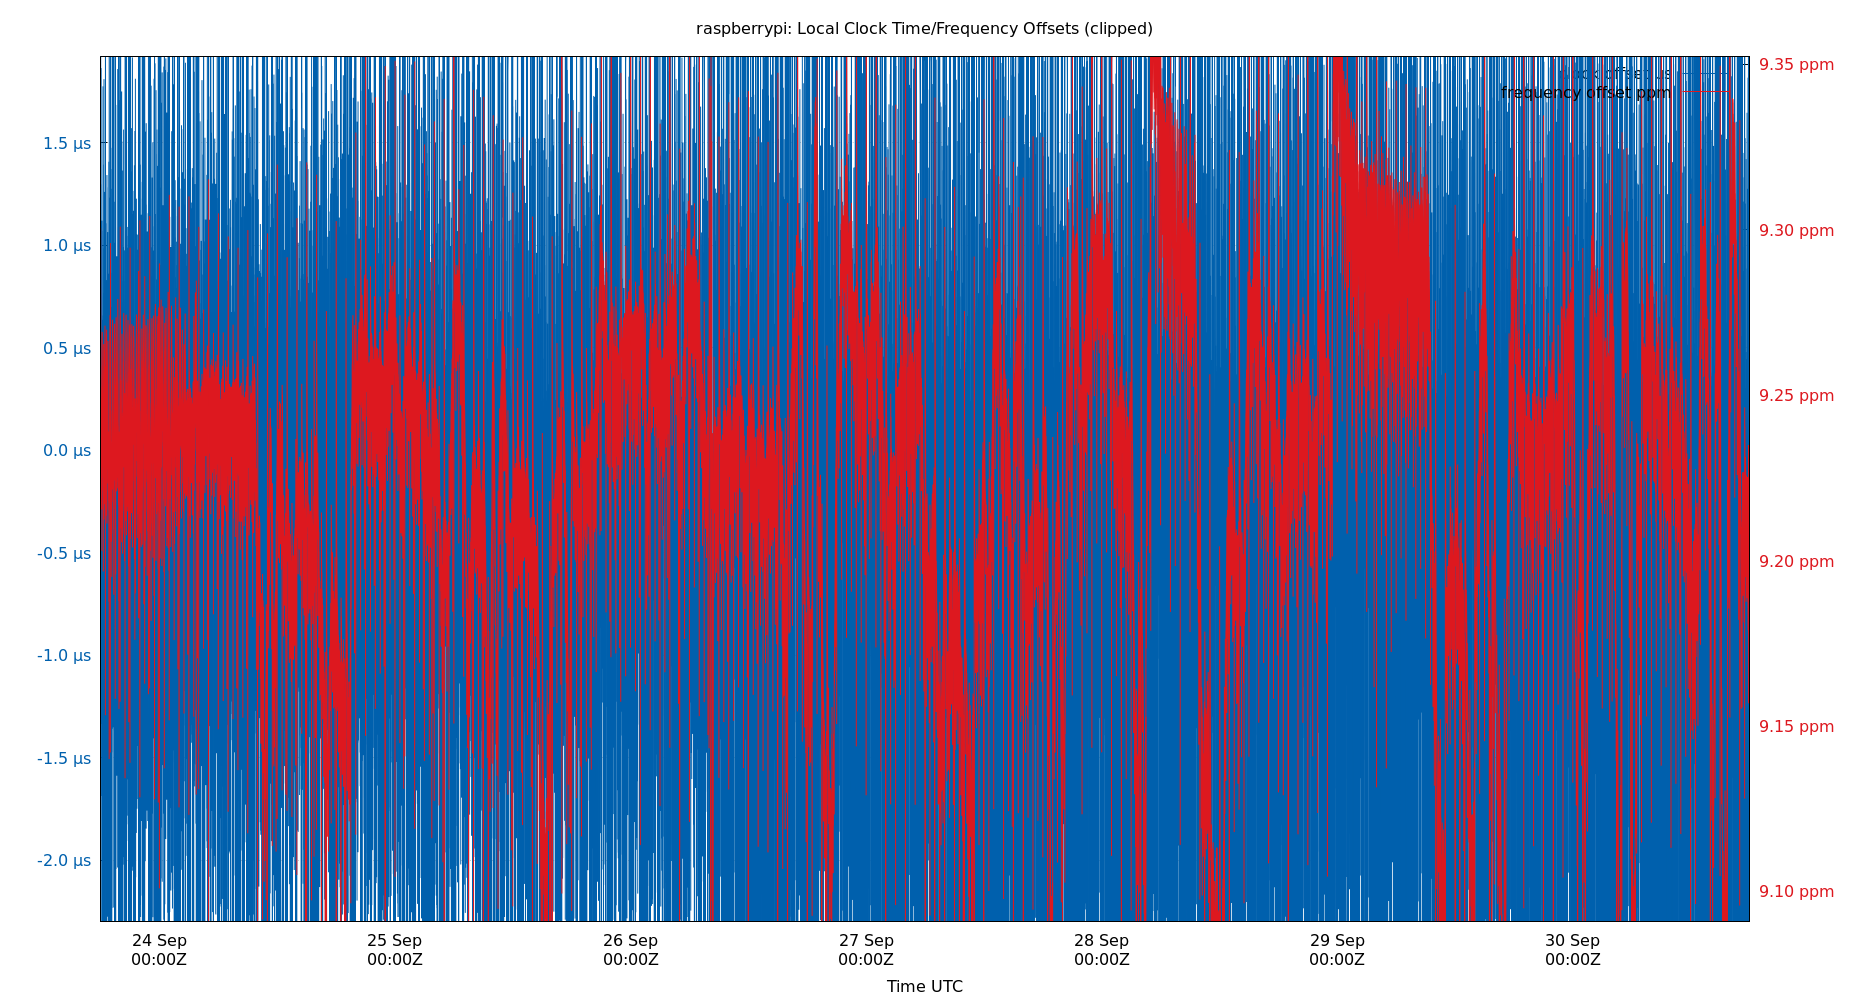 raspberrypi: Local Clock Time/Frequency Offsets (clipped)
clock offset µs
frequency offset ppm
1.5 µs
1.0 µs
0.5 µs
0.0 µs
-0.5 µs
-1.0 µs
-1.5 µs
-2.0 µs
9.35 ppm
9.30 ppm
9.25 ppm
9.20 ppm
9.15 ppm
9.10 ppm
24 Sep
00:00Z
25 Sep
00:00Z
26 Sep
00:00Z
27 Sep
00:00Z
28 Sep
00:00Z
29 Sep
00:00Z
30 Sep
00:00Z
Time UTC